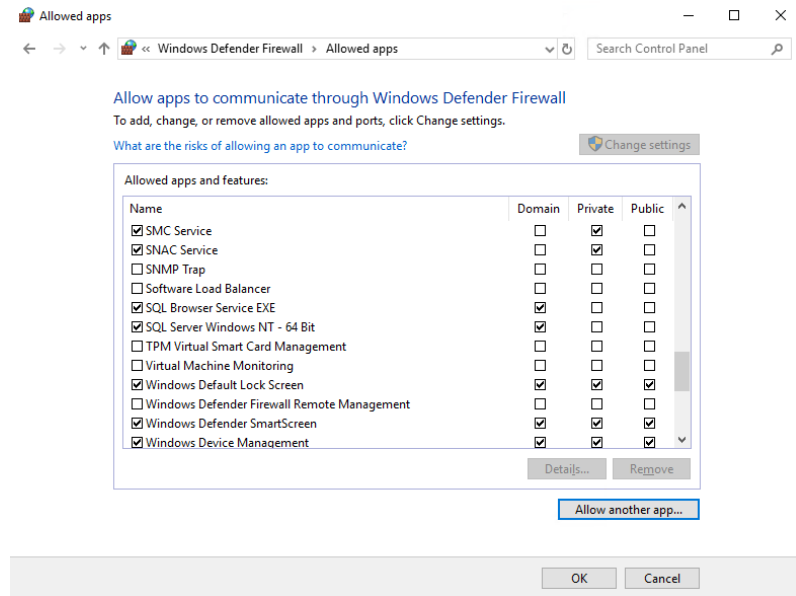 Allowed apps
« Windows Defender Firewall › Allowed apps
Search Control Panel
Allow apps to communicate through Windows Defender Firewall
To add, change, or remove allowed apps and ports, click Change settings.
What are the risks of allowing an app to communicate?
Change settings
Allowed apps and features:
Name Domain Private Public
SMC Service
SNAC Service
SNMP Trap
Software Load Balancer
SQL Browser Service EXE
SQL Server Windows NT - 64 Bit
TPM Virtual Smart Card Management
Virtual Machine Monitoring
Windows Default Lock Screen
Windows Defender Firewall Remote Management
Windows Defender SmartScreen
Windows Device Management
Details... Remove
Allow another app...
OK Cancel